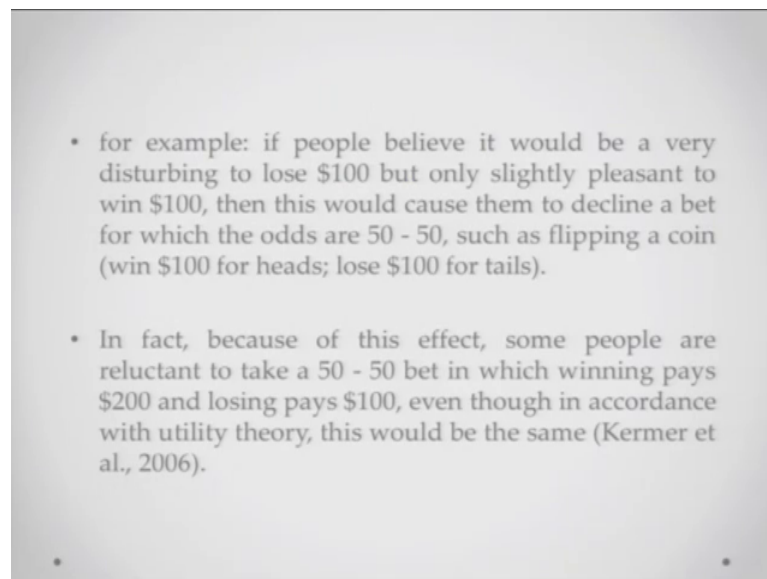 • for example: if people believe it would be a very
disturbing to lose $100 but only slightly pleasant to
win $100, then this would cause them to decline a bet
for which the odds are 50 - 50, such as flipping a coin
(win $100 for heads; lose $100 for tails).
• In fact, because of this effect, some people are
reluctant to take a 50 - 50 bet in which winning pays
$200 and losing pays $100, even though in accordance
with utility theory, this would be the same (Kermer et
al., 2006).